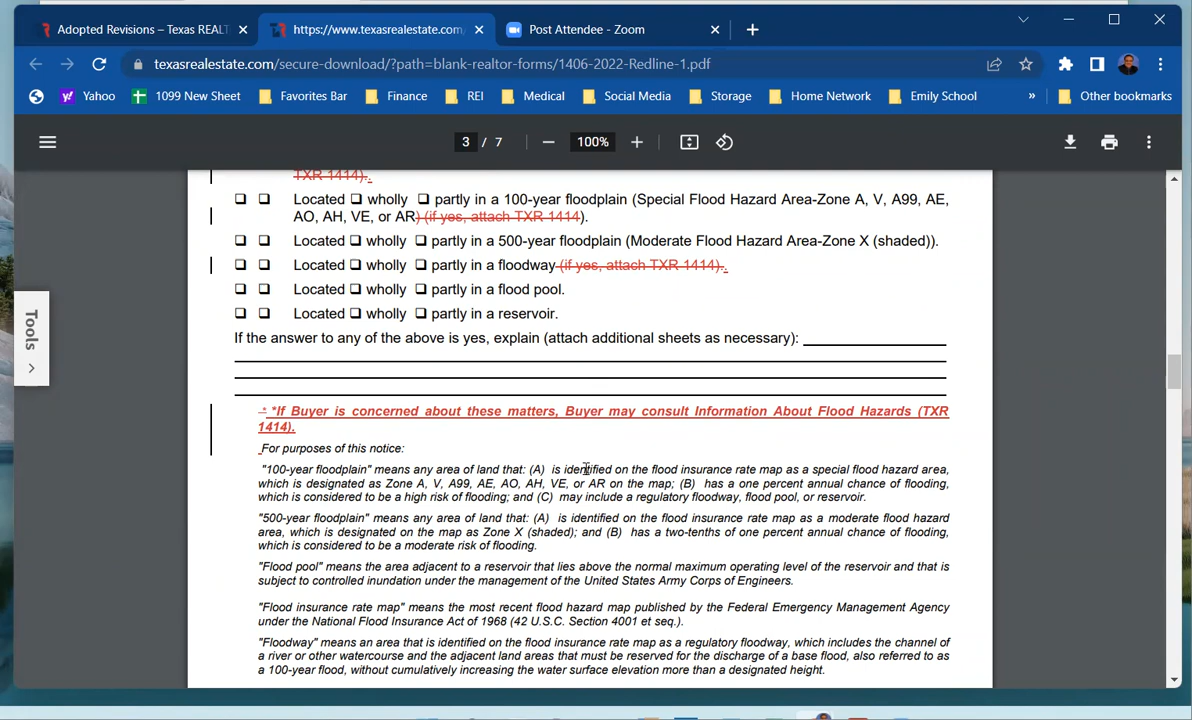 Adopted Revisions – Texas REALT
https://www.texasrealestate.com/
Post Attendee - Zoom
texasrealestate.com/secure-download/?path=blank-realtor-forms/1406-2022-Redline-1.pdf
Yahoo 1099 New Sheet Favorites Bar Finance REI Medical Social Media Storage Home Network Emily School » Other bookmarks
3 / 7 — 100% +
Tools
TXR 1414)..
❑ ❑ Located ❑ wholly ❑ partly in a 100-year floodplain (Special Flood Hazard Area-Zone A, V, A99, AE,
AO, AH, VE, or AR) (if yes, attach TXR 1414).
❑ ❑ Located ❑ wholly ❑ partly in a 500-year floodplain (Moderate Flood Hazard Area-Zone X (shaded)).
❑ ❑ Located ❑ wholly ❑ partly in a floodway (if yes, attach TXR 1414)..
❑ ❑ Located ❑ wholly ❑ partly in a flood pool.
❑ ❑ Located ❑ wholly ❑ partly in a reservoir.
If the answer to any of the above is yes, explain (attach additional sheets as necessary):
* *If Buyer is concerned about these matters, Buyer may consult Information About Flood Hazards (TXR
1414).
For purposes of this notice:
"100-year floodplain" means any area of land that: (A) is identified on the flood insurance rate map as a special flood hazard area,
which is designated as Zone A, V, A99, AE, AO, AH, VE, or AR on the map; (B) has a one percent annual chance of flooding,
which is considered to be a high risk of flooding; and (C) may include a regulatory floodway, flood pool, or reservoir.
"500-year floodplain" means any area of land that: (A) is identified on the flood insurance rate map as a moderate flood hazard
area, which is designated on the map as Zone X (shaded); and (B) has a two-tenths of one percent annual chance of flooding,
which is considered to be a moderate risk of flooding.
"Flood pool" means the area adjacent to a reservoir that lies above the normal maximum operating level of the reservoir and that is
subject to controlled inundation under the management of the United States Army Corps of Engineers.
"Flood insurance rate map" means the most recent flood hazard map published by the Federal Emergency Management Agency
under the National Flood Insurance Act of 1968 (42 U.S.C. Section 4001 et seq.).
"Floodway" means an area that is identified on the flood insurance rate map as a regulatory floodway, which includes the channel of
a river or other watercourse and the adjacent land areas that must be reserved for the discharge of a base flood, also referred to as
a 100-year flood, without cumulatively increasing the water surface elevation more than a designated height.